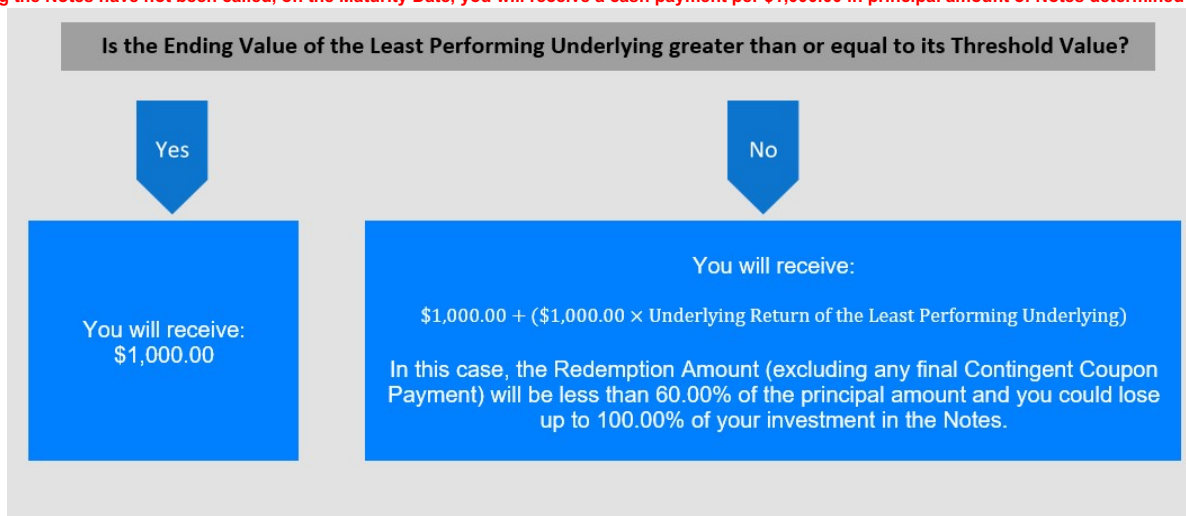 Is the Ending Value of the Least Performing Underlying greater than or equal to its Threshold Value?
Yes
No
You will receive:
$1,000.00
You will receive:
$1,000.00 + ($1,000.00 × Underlying Return of the Least Performing Underlying)
In this case, the Redemption Amount (excluding any final Contingent Coupon
Payment) will be less than 60.00% of the principal amount and you could lose
up to 100.00% of your investment in the Notes.